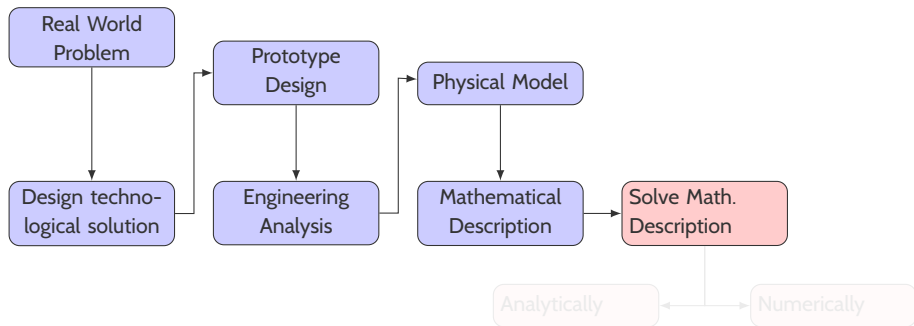 Real World
Problem
Design techno-
logical solution
Prototype
Design
Engineering
Analysis
Physical Model
Mathematical
Description
Solve Math.
Description
Analytically
Numerically